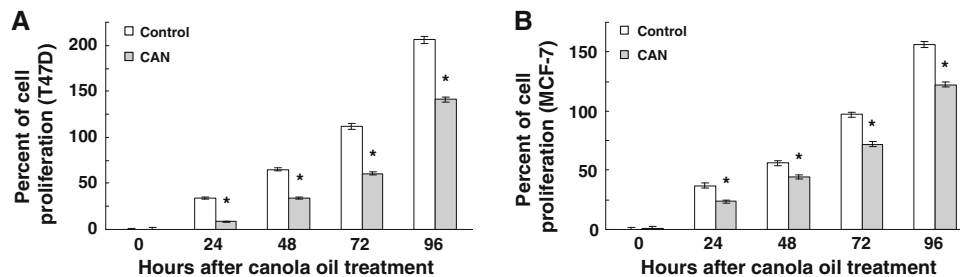 A
Control
CAN
Percent of cell
proliferation (T47D)
200
150
100
50
0
*
*
*
*
0 24 48 72 96
Hours after canola oil treatment
B
Control
CAN
Percent of cell
proliferation (MCF-7)
150
100
50
0
*
*
*
*
0 24 48 72 96
Hours after canola oil treatment